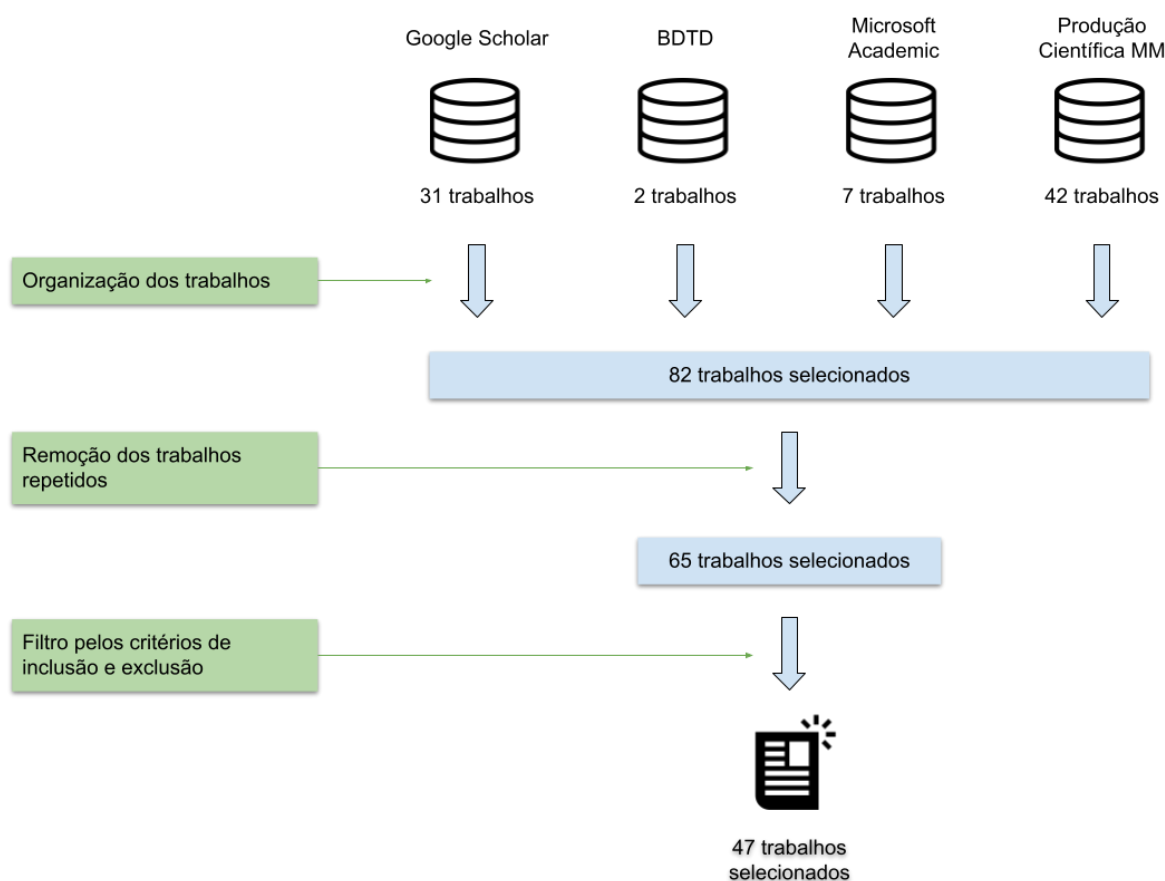 Google Scholar
BDTD
Microsoft
Academic
Produção
Científica MM
31 trabalhos
2 trabalhos
7 trabalhos
42 trabalhos
Organização dos trabalhos
82 trabalhos selecionados
Remoção dos trabalhos
repetidos
65 trabalhos selecionados
Filtro pelos critérios de
inclusão e exclusão
47 trabalhos
selecionados